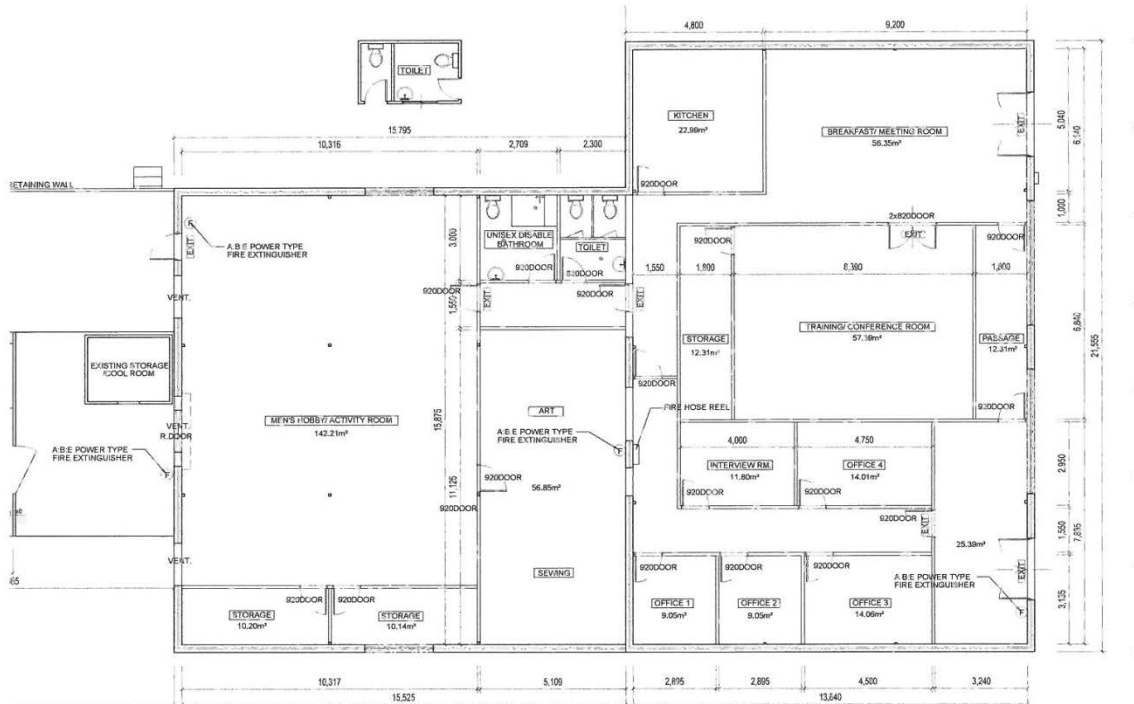 4,800
9,200
TOILET
KITCHEN
22.99m²
BREAKFAST/ MEETING ROOM
56.35m²
EXIT
5,040
6,140
15,795
10,316
2,709
2,300
RETAINING WALL
920DOOR
1,000
2x820DOOR
EXIT
A:B:E POWER TYPE
FIRE EXTINGUISHER
F
EXIT
3,000
UNISEX DISABLE
BATHROOM
TOILET
920DOOR
820DOOR
920DOOR
920DOOR
1,550
1,800
1,800
VENT.
920DOOR
1,550
EXIT
920DOOR
EXIT
STORAGE
12.31m²
TRAINING/ CONFERENCE ROOM
57.39m²
PASSAGE
12.31m²
6,840
21,555
EXISTING STORAGE
/COOL ROOM
920DOOR
MEN'S HOBBY/ ACTIVITY ROOM
142.21m²
15,875
ART
FIRE HOSE REEL
920DOOR
VENT.
R.DOOR
A:B:E POWER TYPE
FIRE EXTINGUISHER
F
A:B:E POWER TYPE
FIRE EXTINGUISHER
F
4,000
4,750
INTERVIEW RM.
11.80m²
OFFICE 4
14.01m²
2,950
920DOOR
56.85m²
11,125
920DOOR
920DOOR
920DOOR
920DOOR
EXIT
25.39m²
1,550
7,635
VENT.
SEWING
920DOOR
920DOOR
920DOOR
EXIT
A:B:E POWER TYPE
FIRE EXTINGUISHER
F
920DOOR
920DOOR
STORAGE
10.20m²
STORAGE
10.14m²
OFFICE 1
9.05m²
OFFICE 2
9.05m²
OFFICE 3
14.06m²
3,135
10,317
5,109
2,895
2,895
4,500
3,240
15,525
13,640